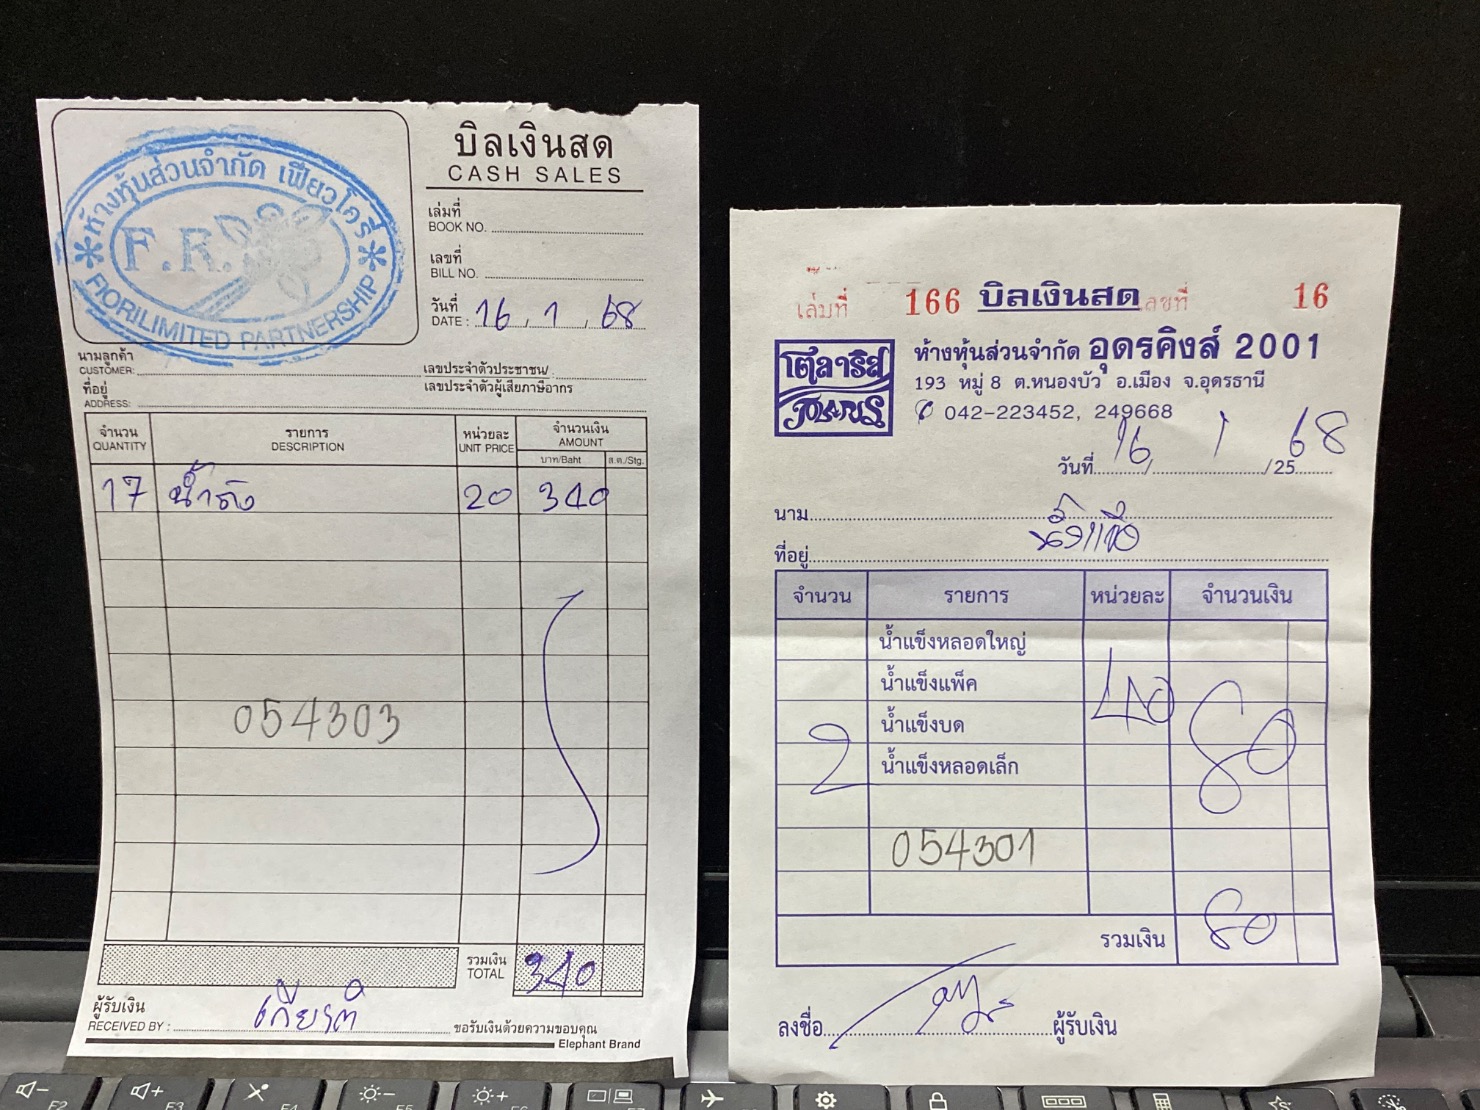 ห้างหุ้นส่วนจำกัด เฟียวโครี
F.R.D
FIORILIMITED PARTNERSHIP
บิลเงินสด
CASH SALES
เล่มที่
BOOK NO.
เลขที่
BILL NO.
วันที่
DATE : 16 , 1 , 68
นามลูกค้า
CUSTOMER:
เลขประจำตัวประชาชน/
ที่อยู่
ADDRESS:
เลขประจำตัวผู้เสียภาษีอากร
จำนวน รายการ หน่วยละ จำนวนเงิน
QUANTITY DESCRIPTION UNIT PRICE AMOUNT
บาท/Baht ส.ต./Stg.
17 น้ำถัง 20 340
054303
รวมเงิน
TOTAL 340
ผู้รับเงิน
RECEIVED BY : เกียรติ ขอรับเงินด้วยความขอบคุณ
Elephant Brand
เล่มที่ 166 บิลเงินสด เลขที่ 16
โตลาริส
POLARIS
ห้างหุ้นส่วนจำกัด อุดรคิงส์ 2001
193 หมู่ 8 ต.หนองบัว อ.เมือง จ.อุดรธานี
042-223452, 249668
วันที่ 16 / 1 /25 68
นาม
ที่อยู่
จำนวน รายการ หน่วยละ จำนวนเงิน
น้ำแข็งหลอดใหญ่
น้ำแข็งแพ็ค
น้ำแข็งบด
น้ำแข็งหลอดเล็ก
2 40 80
054301
รวมเงิน 80
ลงชื่อ ผู้รับเงิน
F2 F3 F4 F5 F6 F7